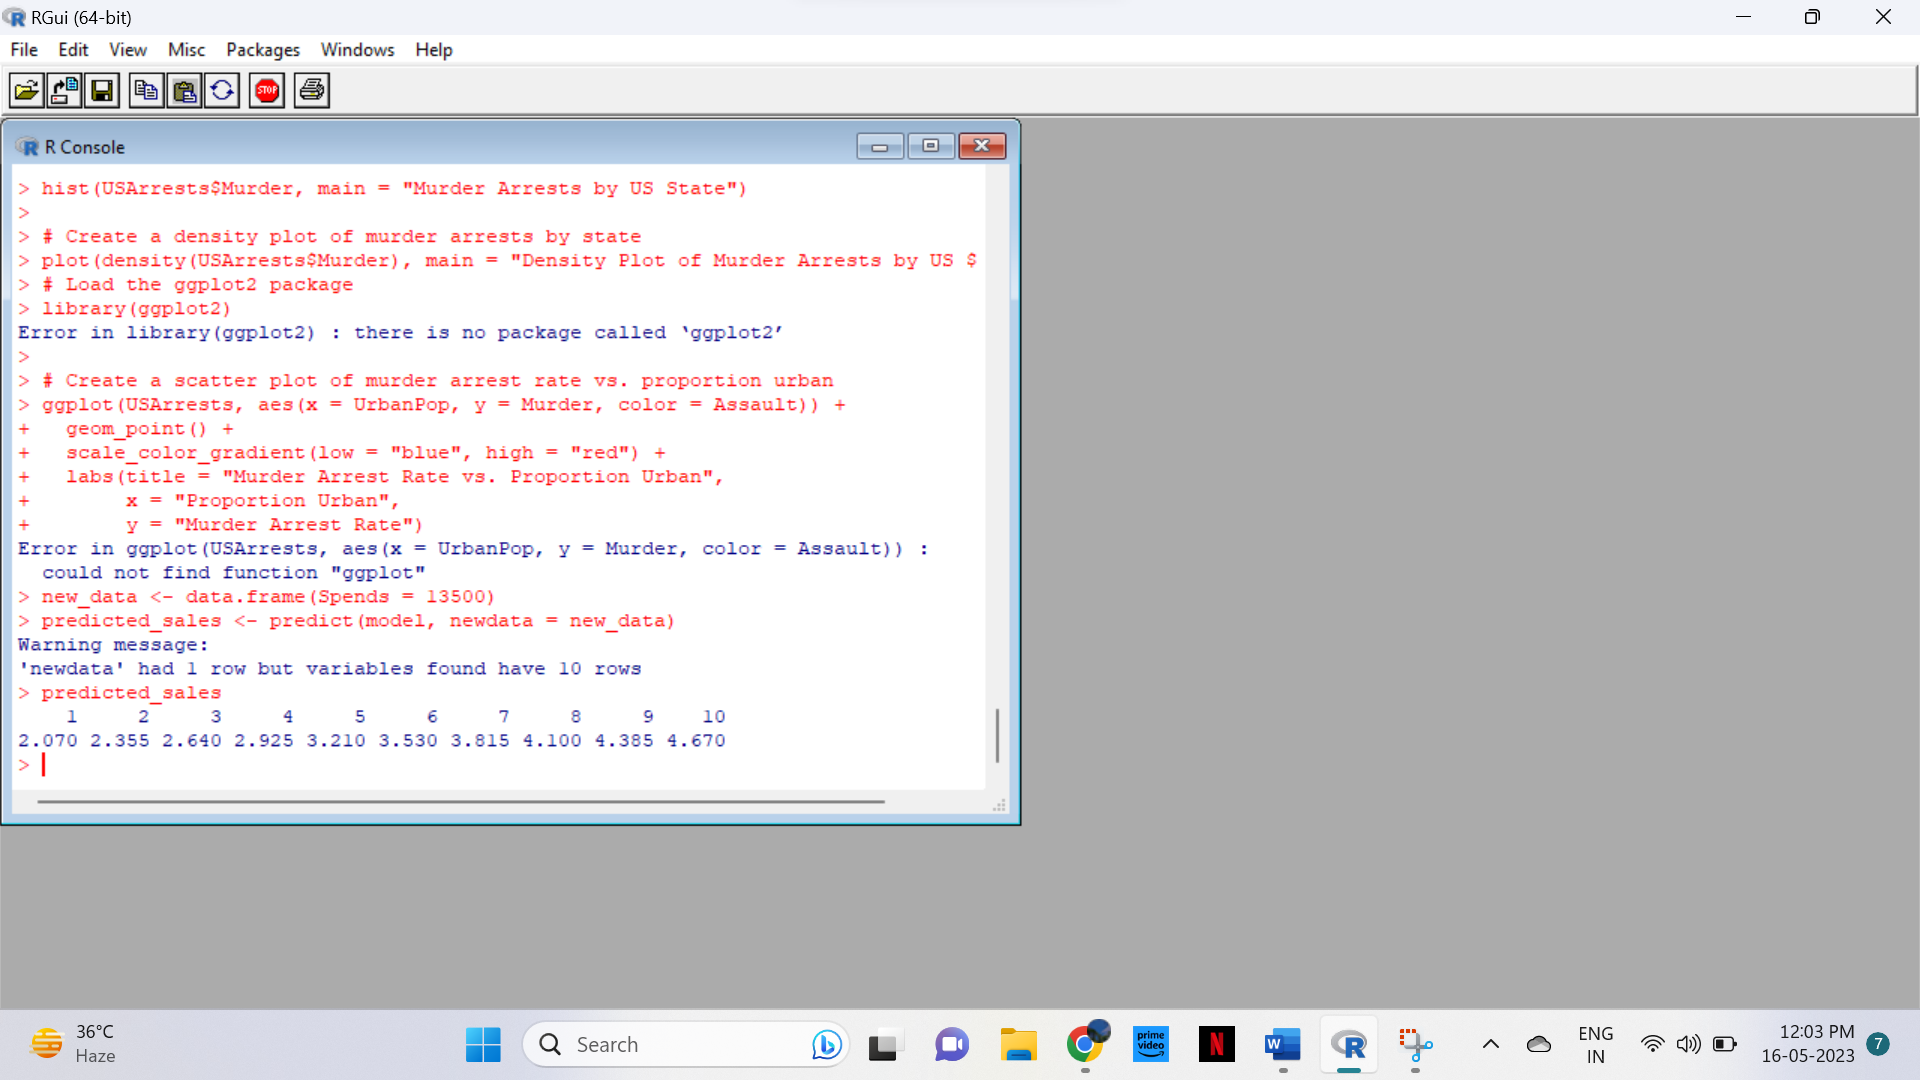 RGui (64-bit)
File Edit View Misc Packages Windows Help
STOP
R Console
> hist(USArrests$Murder, main = "Murder Arrests by US State")
>
> # Create a density plot of murder arrests by state
> plot(density(USArrests$Murder), main = "Density Plot of Murder Arrests by US $
> # Load the ggplot2 package
> library(ggplot2)
Error in library(ggplot2) : there is no package called ‘ggplot2’
>
> # Create a scatter plot of murder arrest rate vs. proportion urban
> ggplot(USArrests, aes(x = UrbanPop, y = Murder, color = Assault)) +
+   geom_point() +
+   scale_color_gradient(low = "blue", high = "red") +
+   labs(title = "Murder Arrest Rate vs. Proportion Urban",
+        x = "Proportion Urban",
+        y = "Murder Arrest Rate")
Error in ggplot(USArrests, aes(x = UrbanPop, y = Murder, color = Assault)) :
  could not find function "ggplot"
> new_data <- data.frame(Spends = 13500)
> predicted_sales <- predict(model, newdata = new_data)
Warning message:
'newdata' had 1 row but variables found have 10 rows
> predicted_sales
    1     2     3     4     5     6     7     8     9    10
2.070 2.355 2.640 2.925 3.210 3.530 3.815 4.100 4.385 4.670
>
36°C
Haze
Search
prime video
N
W
R
ENG
IN
12:03 PM
16-05-2023
7